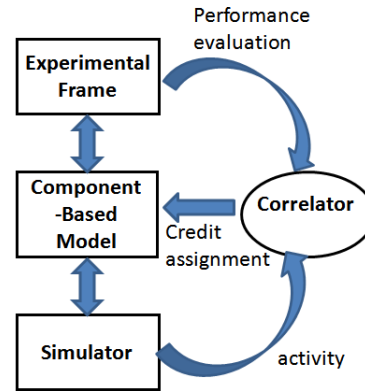 Performance
evaluation
Experimental
Frame
Component
-Based
Model
Correlator
Credit
assignment
Simulator
activity